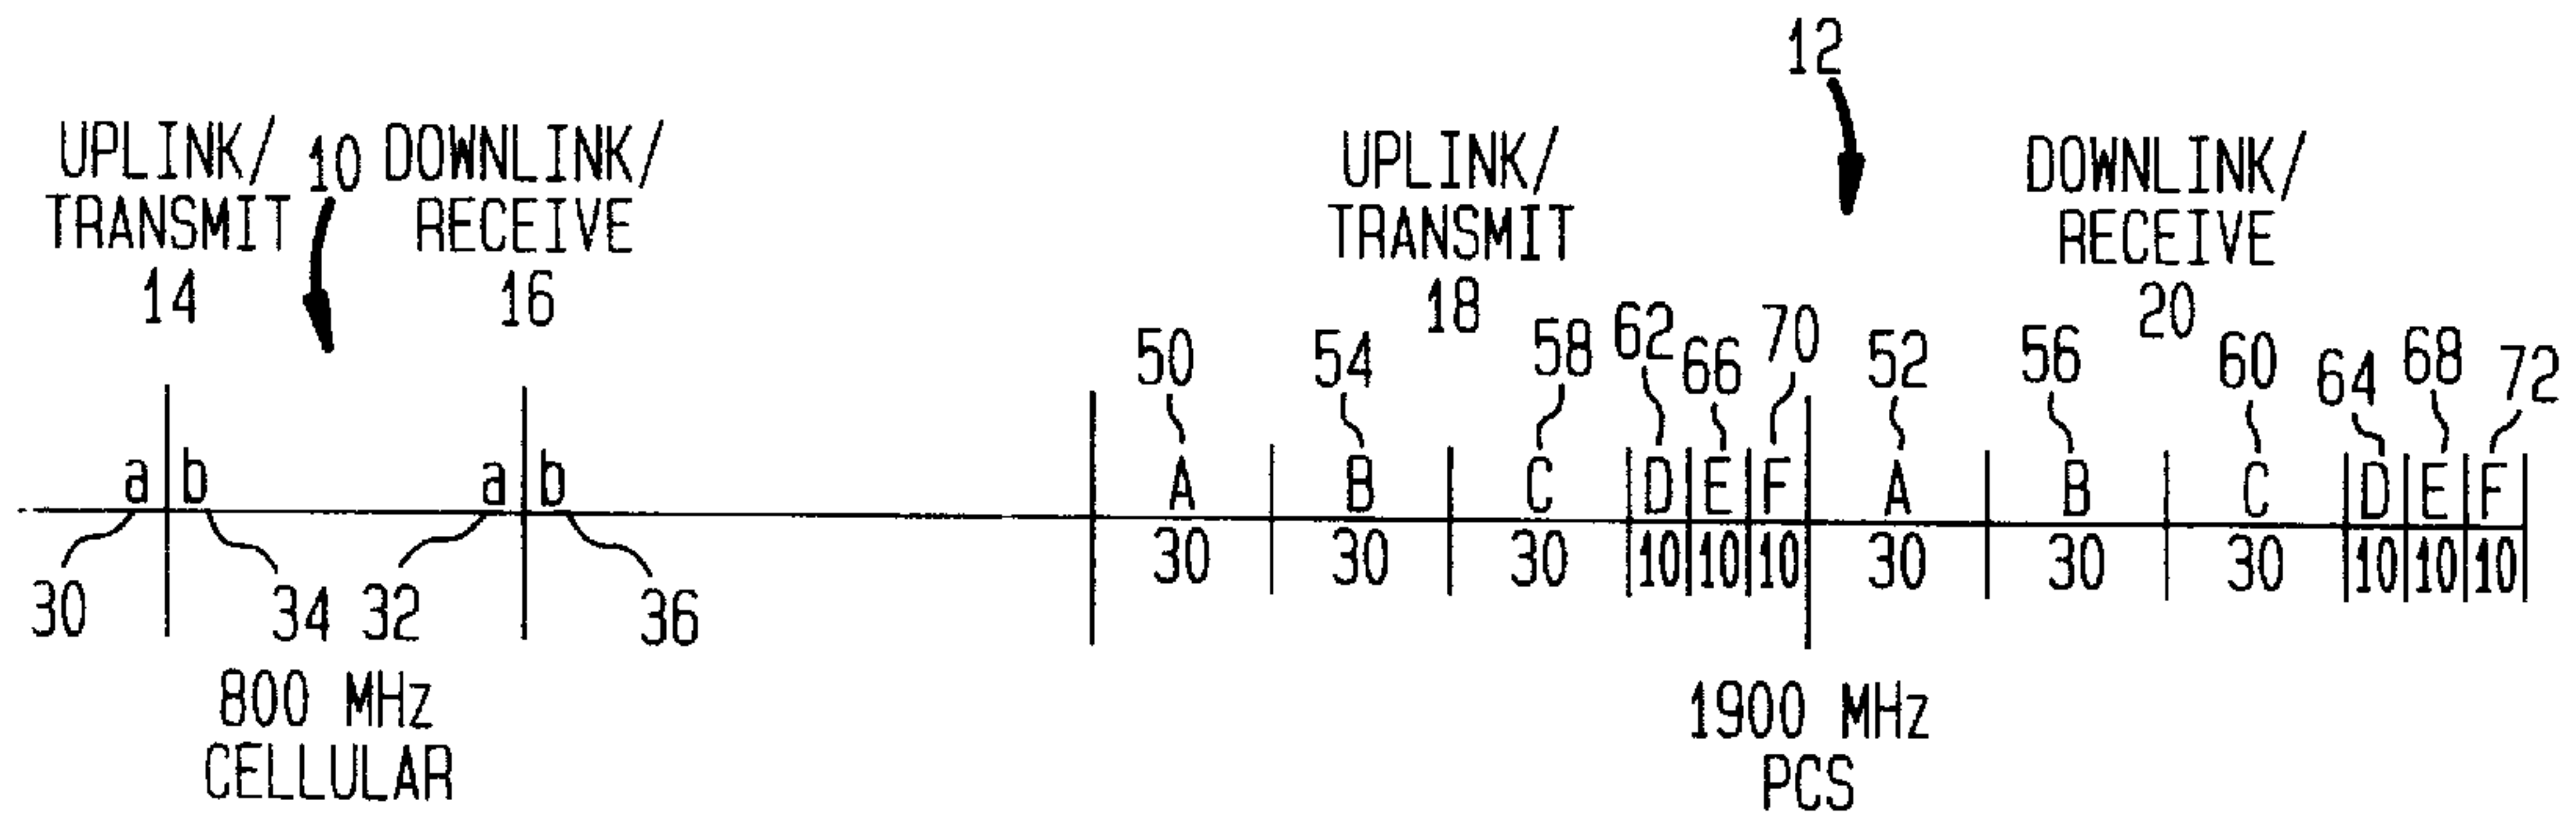 12
UPLINK/ 10 DOWNLINK/ UPLINK/ DOWNLINK/
TRANSMIT RECEIVE TRANSMIT RECEIVE
14 16 18 20
50 54 58 62 66 70 52 56 60 64 68 72
a b a b A B C D E F A B C D E F
30 30 30 10 10 10 30 30 30 10 10 10
30 34 32 36
800 MHz 1900 MHz
CELLULAR PCS